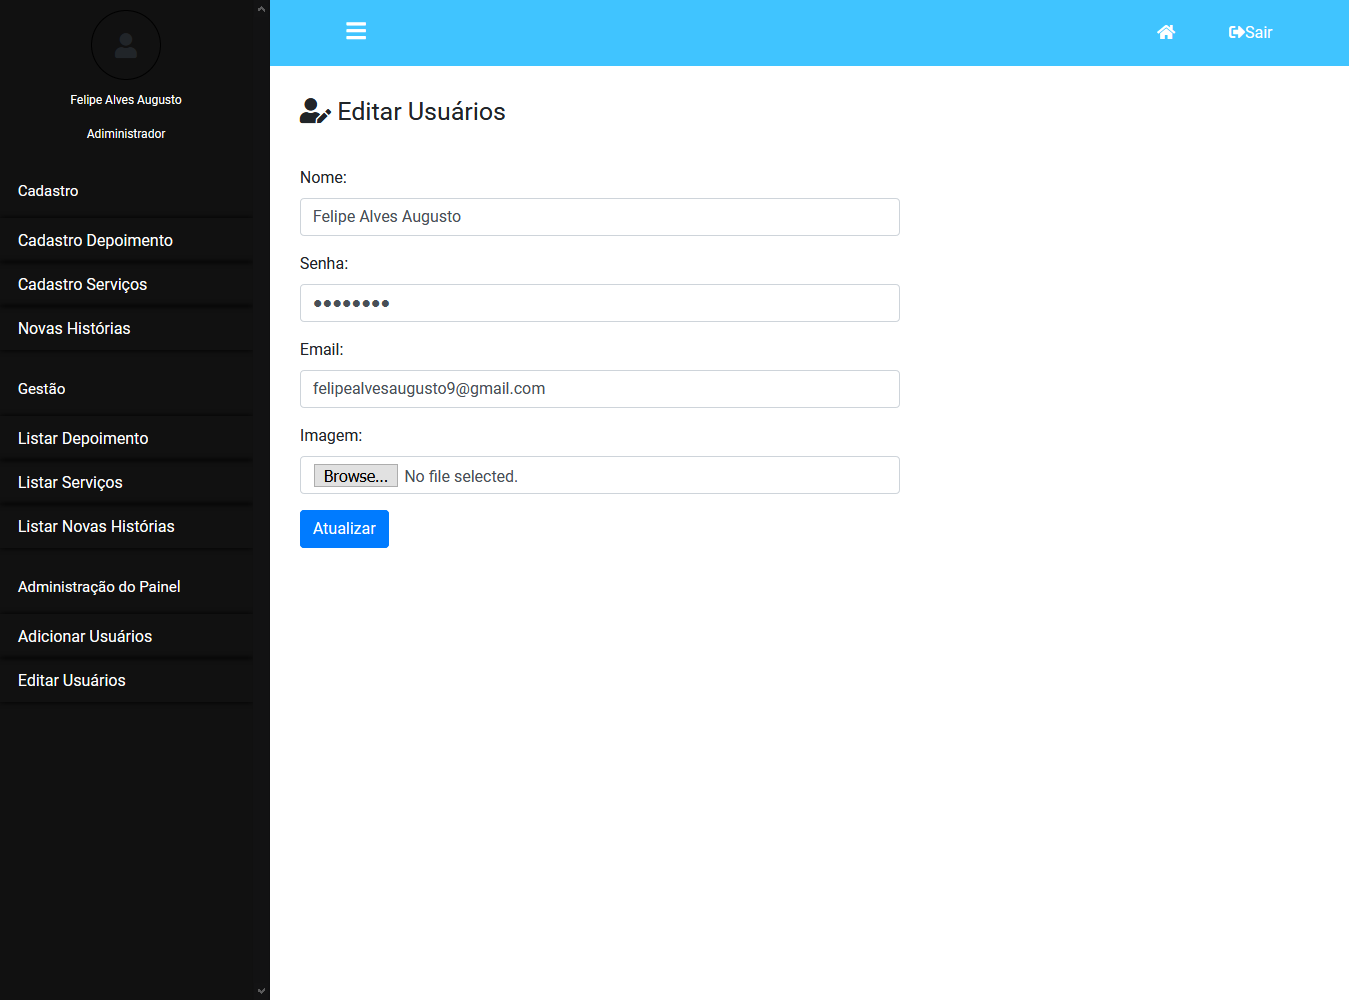 Felipe Alves Augusto
Adiministrador
Cadastro
Cadastro Depoimento
Cadastro Serviços
Novas Histórias
Gestão
Listar Depoimento
Listar Serviços
Listar Novas Histórias
Administração do Painel
Adicionar Usuários
Editar Usuários
Sair
Editar Usuários
Nome:
Felipe Alves Augusto
Senha:
●●●●●●●●
Email:
felipealvesaugusto9@gmail.com
Imagem:
Browse... No file selected.
Atualizar